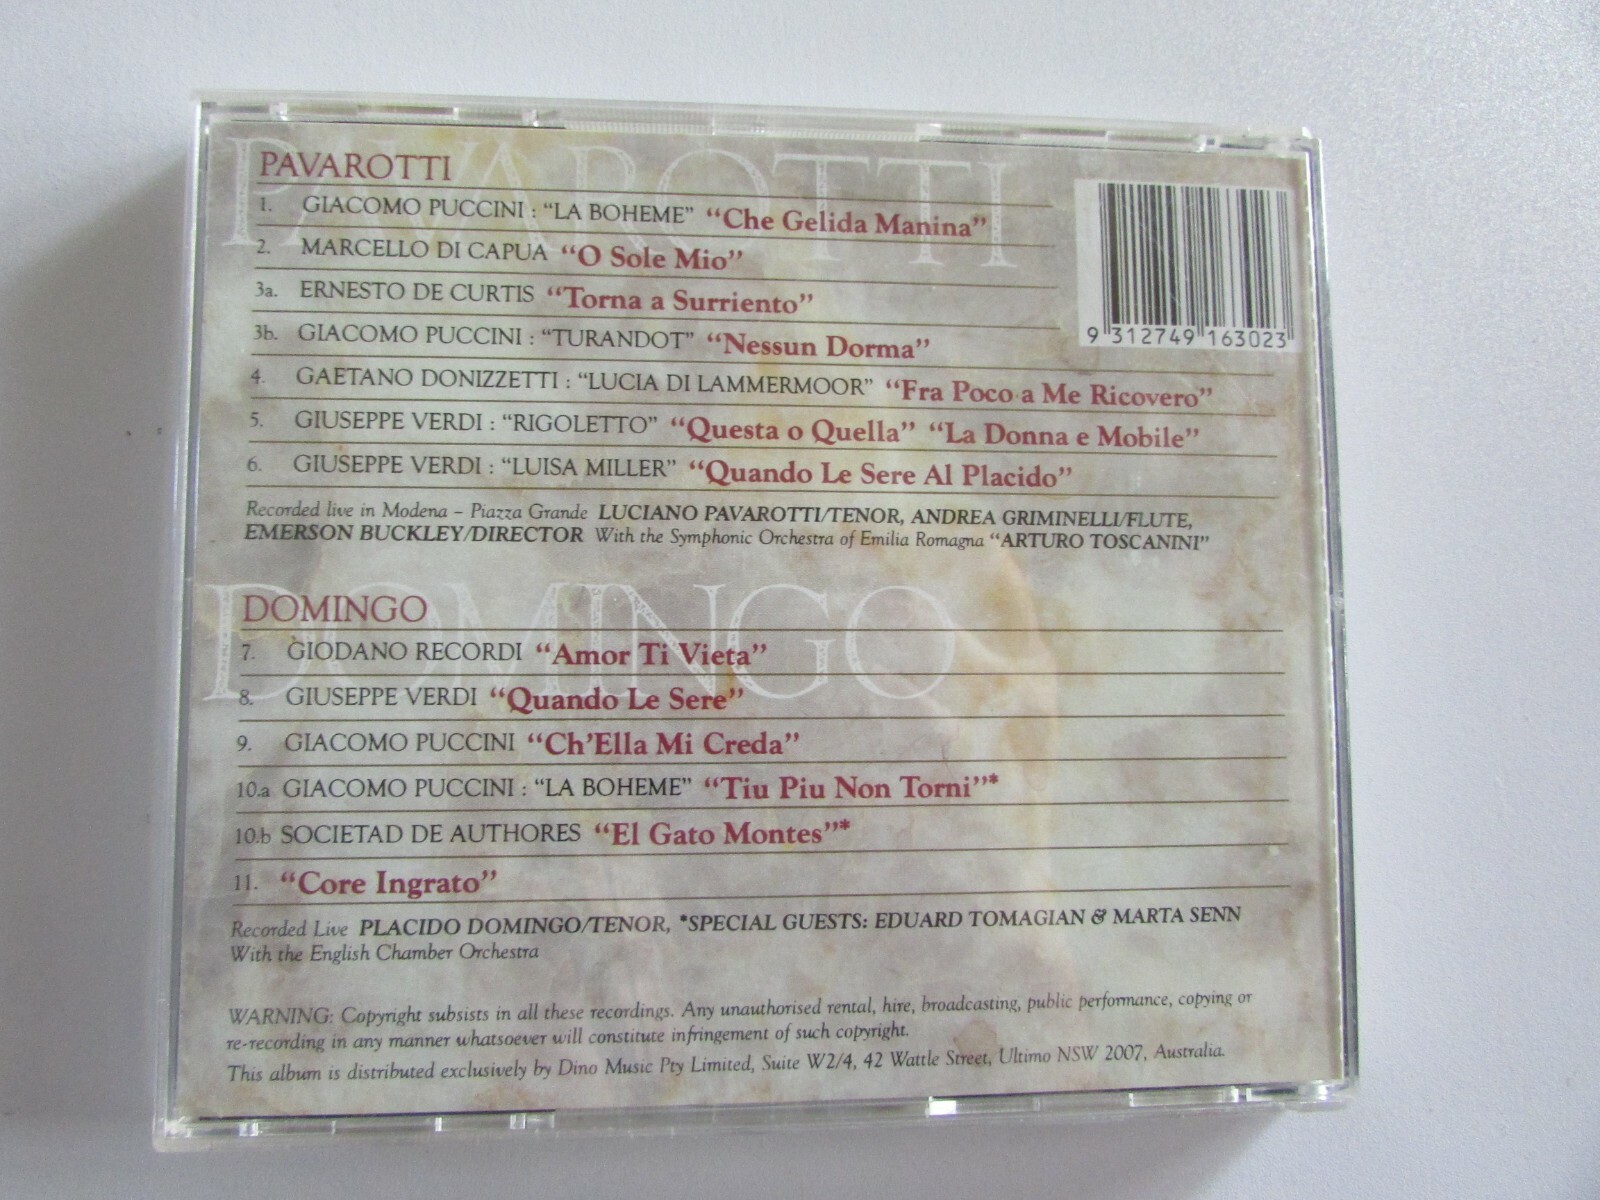 PAVAROTTI
PAVAROTTI
1. GIACOMO PUCCINI : “LA BOHEME” “Che Gelida Manina”
2. MARCELLO DI CAPUA “O Sole Mio”
3a. ERNESTO DE CURTIS “Torna a Surriento”
3b. GIACOMO PUCCINI : “TURANDOT” “Nessun Dorma”
4. GAETANO DONIZZETTI : “LUCIA DI LAMMERMOOR” “Fra Poco a Me Ricovero”
5. GIUSEPPE VERDI : “RIGOLETTO” “Questa o Quella” “La Donna e Mobile”
6. GIUSEPPE VERDI : “LUISA MILLER” “Quando Le Sere Al Placido”
9 312749 163023
Recorded live in Modena – Piazza Grande LUCIANO PAVAROTTI/TENOR, ANDREA GRIMINELLI/FLUTE,
EMERSON BUCKLEY/DIRECTOR With the Symphonic Orchestra of Emilia Romagna “ARTURO TOSCANINI”
DOMINGO
DOMINGO
7. GIODANO RECORDI “Amor Ti Vieta”
8. GIUSEPPE VERDI “Quando Le Sere”
9. GIACOMO PUCCINI “Ch’Ella Mi Creda”
10.a GIACOMO PUCCINI : “LA BOHEME” “Tiu Piu Non Torni”*
10.b SOCIETAD DE AUTHORES “El Gato Montes”*
11. “Core Ingrato”
Recorded Live PLACIDO DOMINGO/TENOR, *SPECIAL GUESTS: EDUARD TOMAGIAN & MARTA SENN
With the English Chamber Orchestra
WARNING: Copyright subsists in all these recordings. Any unauthorised rental, hire, broadcasting, public performance, copying or
re-recording in any manner whatsoever will constitute infringement of such copyright.
This album is distributed exclusively by Dino Music Pty Limited, Suite W2/4, 42 Wattle Street, Ultimo NSW 2007, Australia.